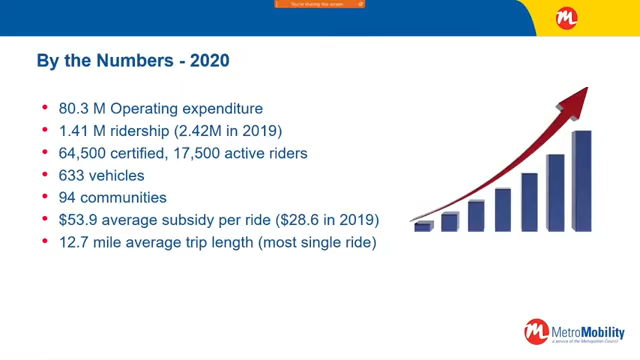 You're sharing this screen
By the Numbers - 2020
• 80.3 M Operating expenditure
• 1.41 M ridership (2.42M in 2019)
• 64,500 certified, 17,500 active riders
• 633 vehicles
• 94 communities
• $53.9 average subsidy per ride ($28.6 in 2019)
• 12.7 mile average trip length (most single ride)
MetroMobility
a service of the Metropolitan Council